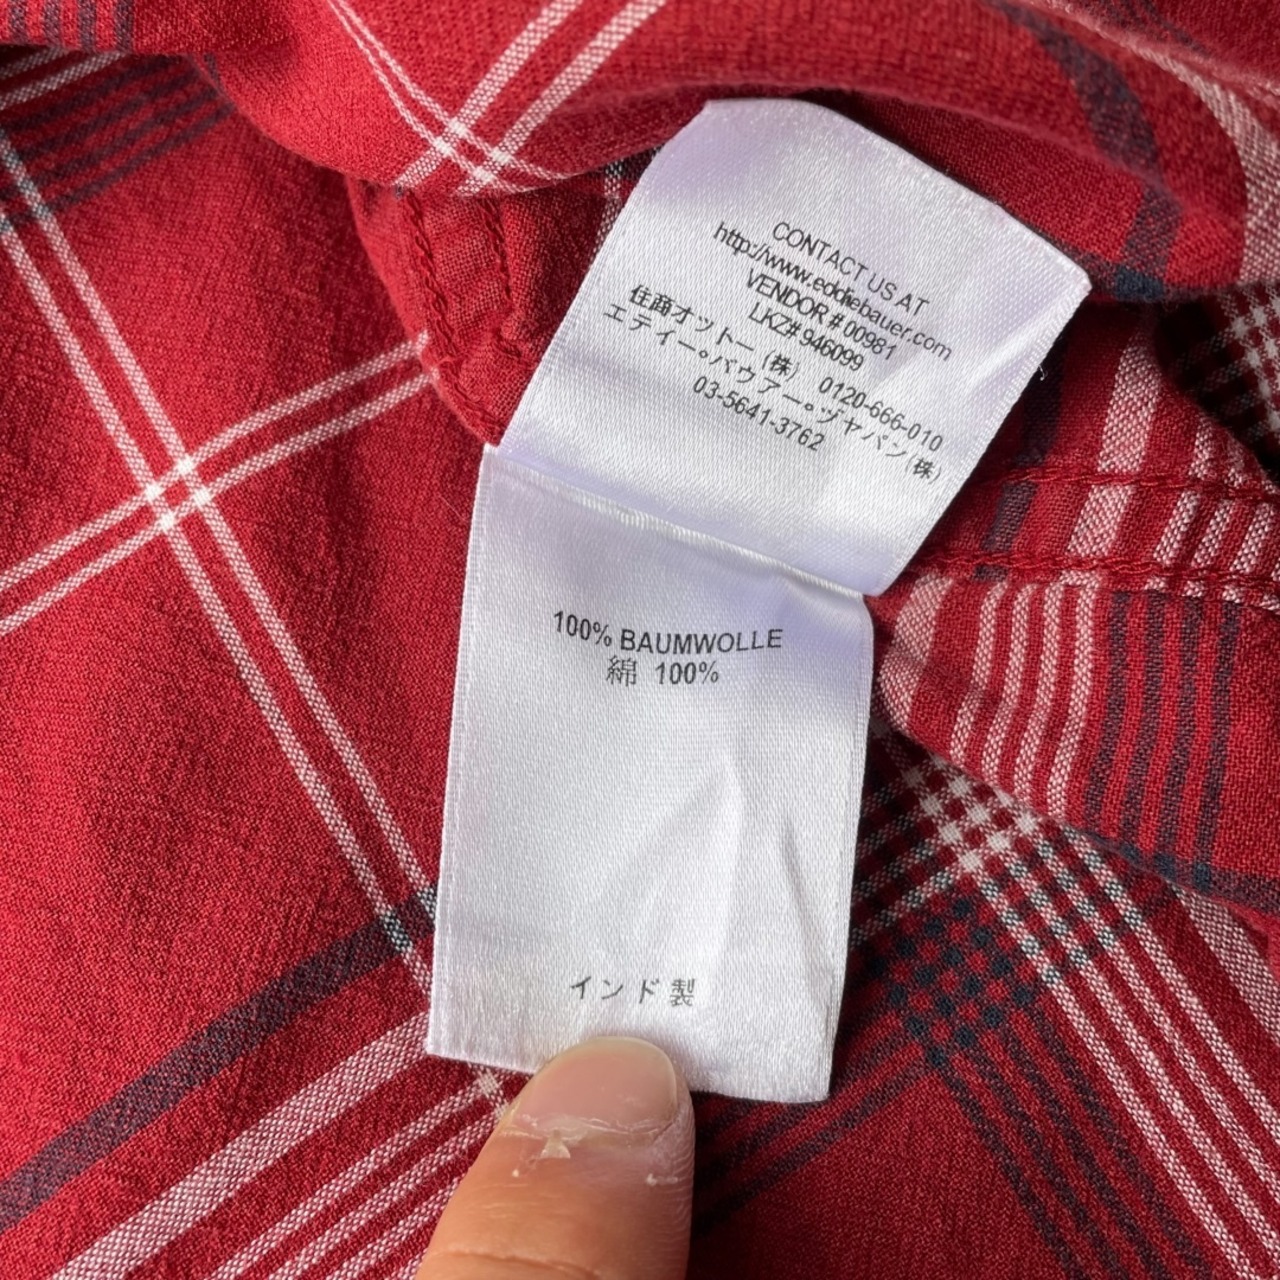 CONTACT US AT
http://www.eddiebauer.com
VENDOR # 00981
LKZ# 946099
住商オットー (株) 0120-666-010
エディー・バウアー・ジャパン(株)
03-5641-3762
100% BAUMWOLLE
綿 100%
インド製